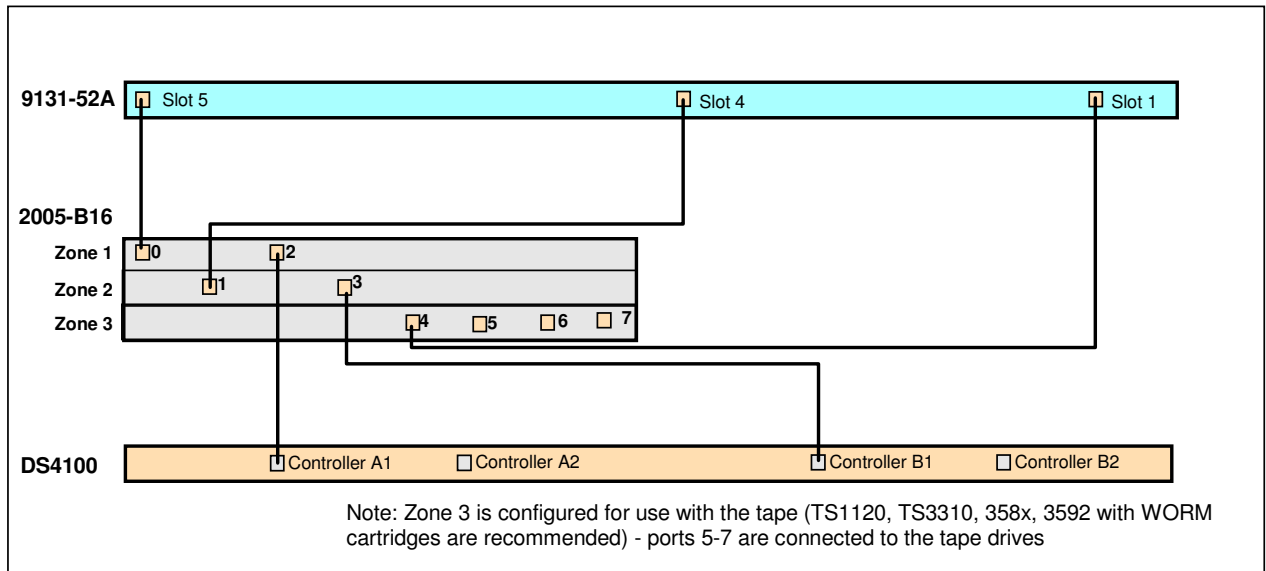 9131-52A Slot 5 Slot 4 Slot 1
2005-B16
Zone 1 0 2
Zone 2 1 3
Zone 3 4 5 6 7
DS4100 Controller A1 Controller A2 Controller B1 Controller B2
Note: Zone 3 is configured for use with the tape (TS1120, TS3310, 358x, 3592 with WORM
cartridges are recommended) - ports 5-7 are connected to the tape drives